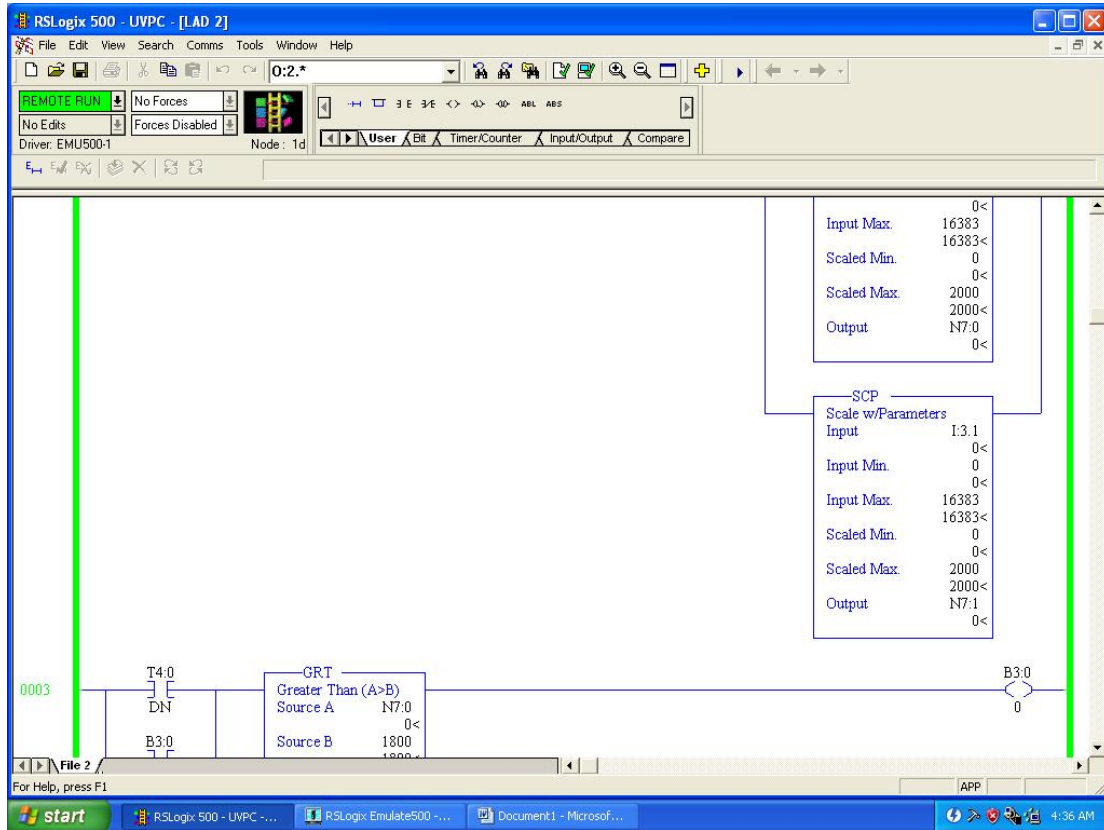 RSLogix 500 - UVPC - [LAD 2]
File Edit View Search Comms Tools Window Help
O:2.*
REMOTE RUN No Forces
No Edits Forces Disabled
Driver: EMU500-1 Node : 1d
ABL ABS
User Bit Timer/Counter Input/Output Compare
0<
Input Max. 16383
16383<
Scaled Min. 0
0<
Scaled Max. 2000
2000<
Output N7:0
0<
SCP
Scale w/Parameters
Input I:3.1
0<
Input Min. 0
0<
Input Max. 16383
16383<
Scaled Min. 0
0<
Scaled Max. 2000
2000<
Output N7:1
0<
0003
T4:0
DN
B3:0
GRT
Greater Than (A>B)
Source A N7:0
0<
Source B 1800
1800<
B3:0
0
File 2
For Help, press F1
APP
start
RSLogix 500 - UVPC -...
RSLogix Emulate500 -...
Document1 - Microsof...
4:36 AM